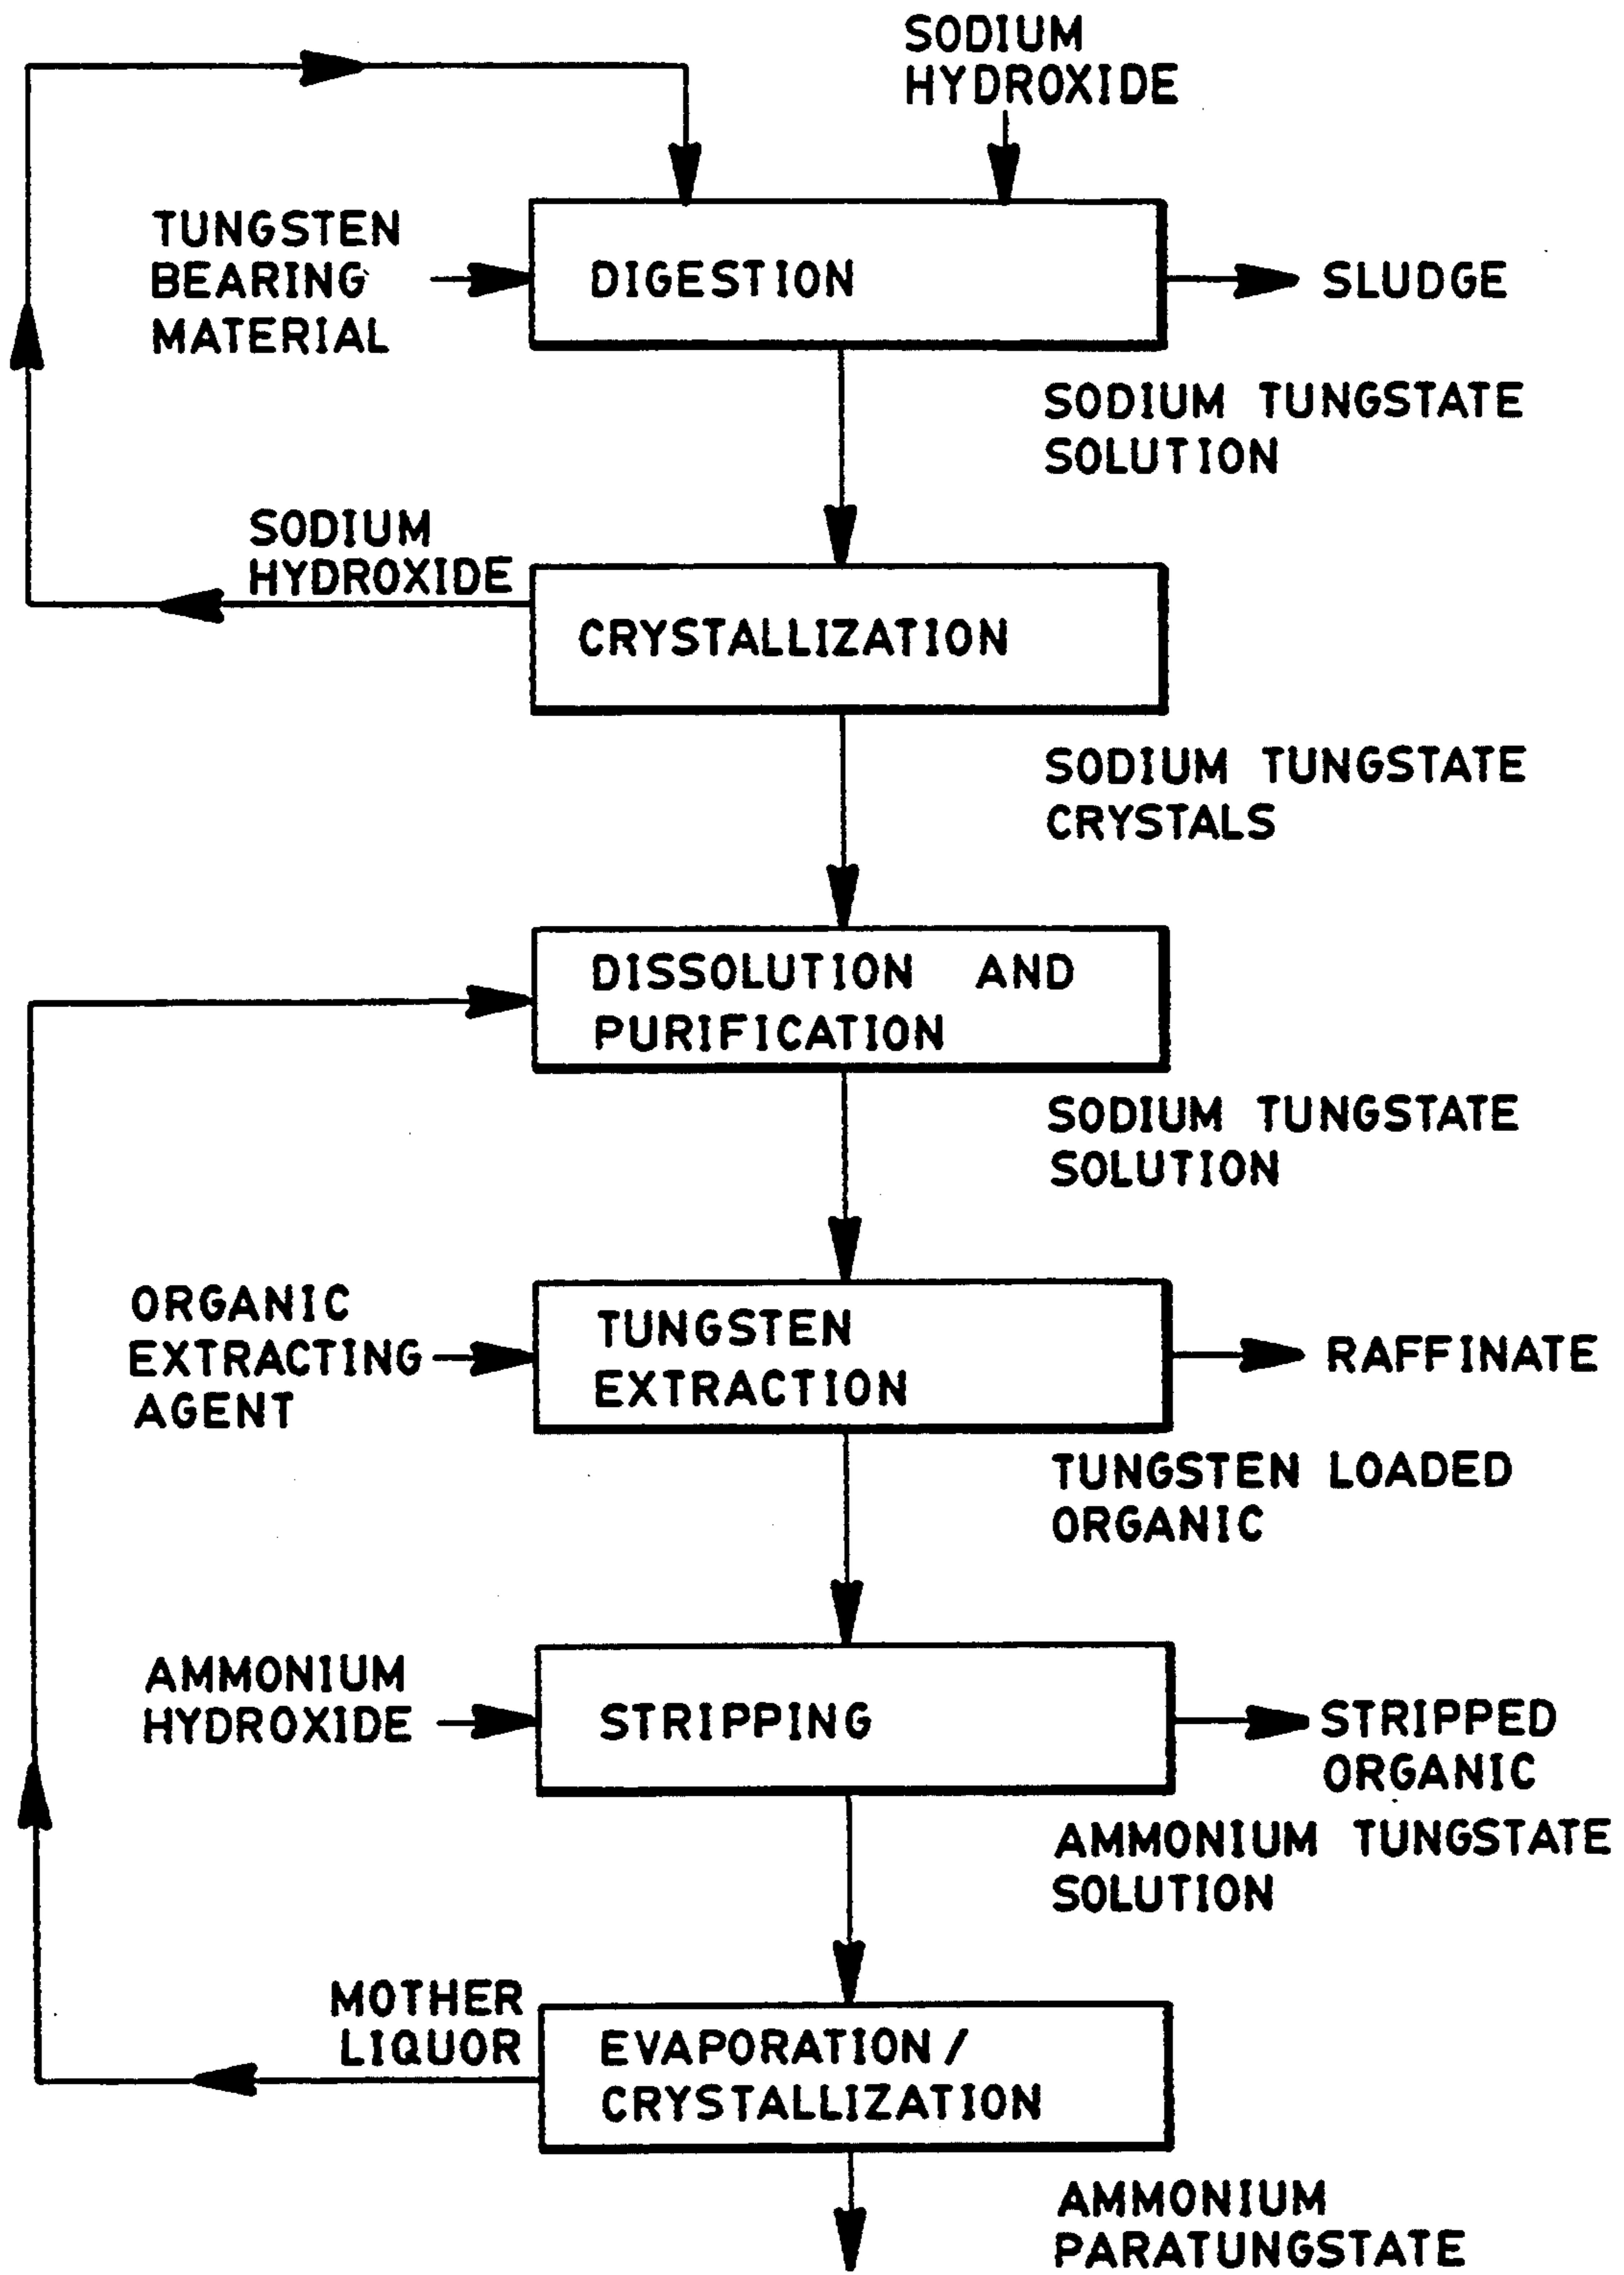 SODIUM
HYDROXIDE
TUNGSTEN
BEARING
MATERIAL
DIGESTION
SLUDGE
SODIUM TUNGSTATE
SOLUTION
SODIUM
HYDROXIDE
CRYSTALLIZATION
SODIUM TUNGSTATE
CRYSTALS
DISSOLUTION AND
PURIFICATION
SODIUM TUNGSTATE
SOLUTION
ORGANIC
EXTRACTING
AGENT
TUNGSTEN
EXTRACTION
RAFFINATE
TUNGSTEN LOADED
ORGANIC
AMMONIUM
HYDROXIDE
STRIPPING
STRIPPED
ORGANIC
AMMONIUM TUNGSTATE
SOLUTION
MOTHER
LIQUOR
EVAPORATION/
CRYSTALLIZATION
AMMONIUM
PARATUNGSTATE